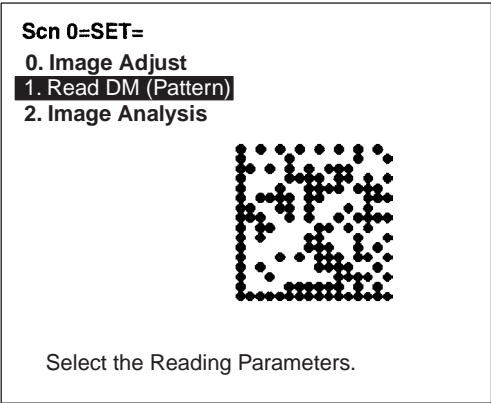 Scn 0=SET=
0. Image Adjust
1. Read DM (Pattern)
2. Image Analysis
Select the Reading Parameters.